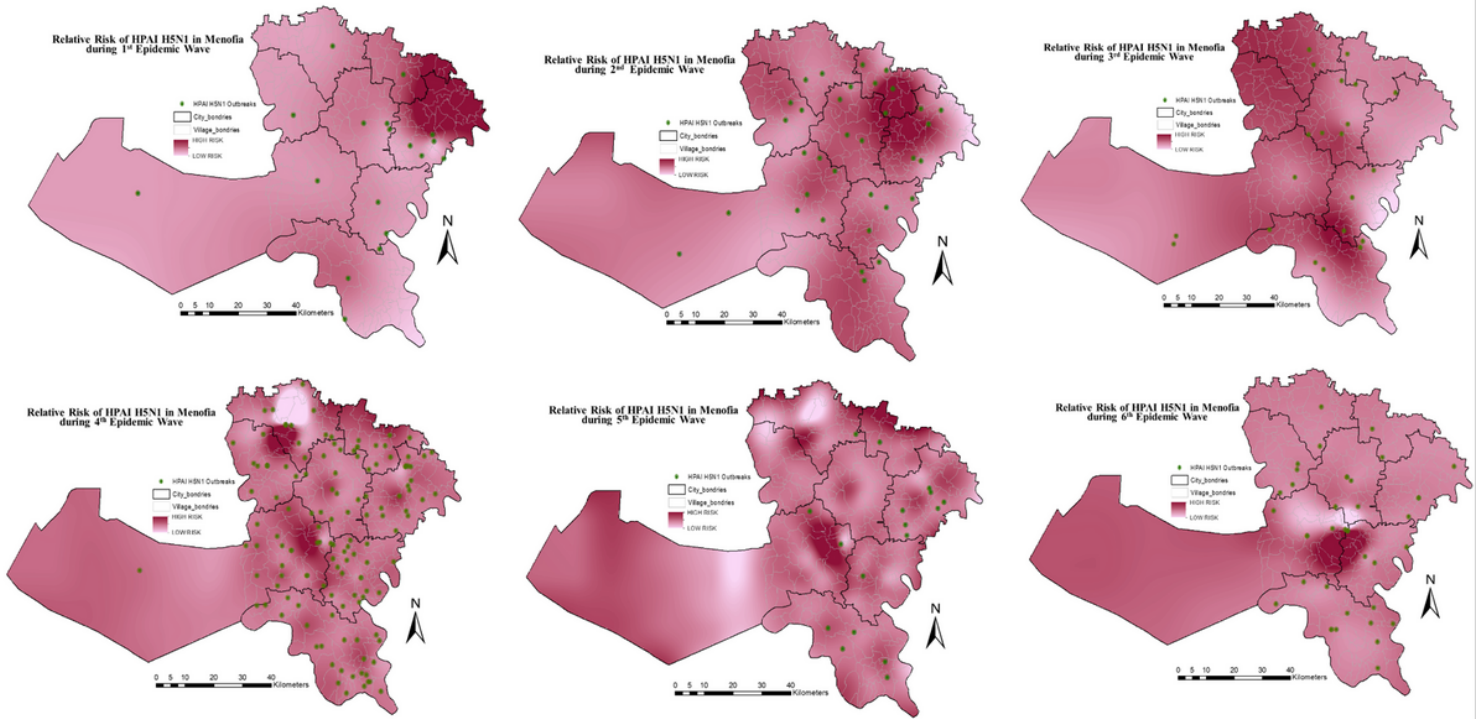 Relative Risk of HPAI H5N1 in Menofia
during 1st Epidemic Wave
HPAI H5N1 Outbreaks
City_bondries
Village_bondries
HIGH RISK
LOW RISK
N
0 5 10 20 30 40
Kilometers
Relative Risk of HPAI H5N1 in Menofia
during 2nd Epidemic Wave
HPAI H5N1 Outbreaks
City_bondries
Village_bondries
HIGH RISK
LOW RISK
N
0 5 10 20 30 40
Kilometers
Relative Risk of HPAI H5N1 in Menofia
during 3rd Epidemic Wave
HPAI H5N1 Outbreaks
City_bondries
Village_bondries
HIGH RISK
LOW RISK
N
0 5 10 20 30 40
Kilometers
Relative Risk of HPAI H5N1 in Menofia
during 4th Epidemic Wave
HPAI H5N1 Outbreaks
City_bondries
Village_bondries
HIGH RISK
LOW RISK
N
0 5 10 20 30 40
Kilometers
Relative Risk of HPAI H5N1 in Menofia
during 5th Epidemic Wave
HPAI H5N1 Outbreaks
City_bondries
Village_bondries
HIGH RISK
LOW RISK
N
0 5 10 20 30 40
Kilometers
Relative Risk of HPAI H5N1 in Menofia
during 6th Epidemic Wave
HPAI H5N1 Outbreaks
City_bondries
Village_bondries
HIGH RISK
LOW RISK
N
0 5 10 20 30 40
Kilometers